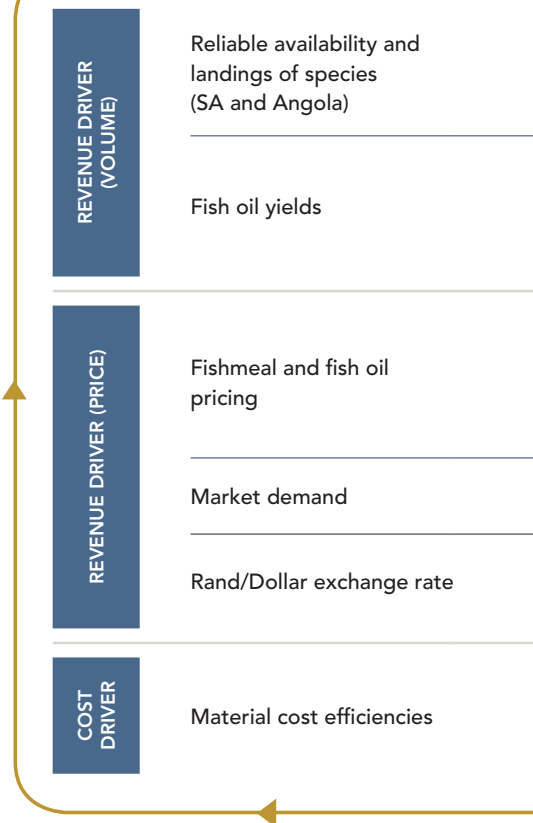 REVENUE DRIVER
(VOLUME)
Reliable availability and
landings of species
(SA and Angola)
Fish oil yields
REVENUE DRIVER (PRICE)
Fishmeal and fish oil
pricing
Market demand
Rand/Dollar exchange rate
COST
DRIVER
Material cost efficiencies